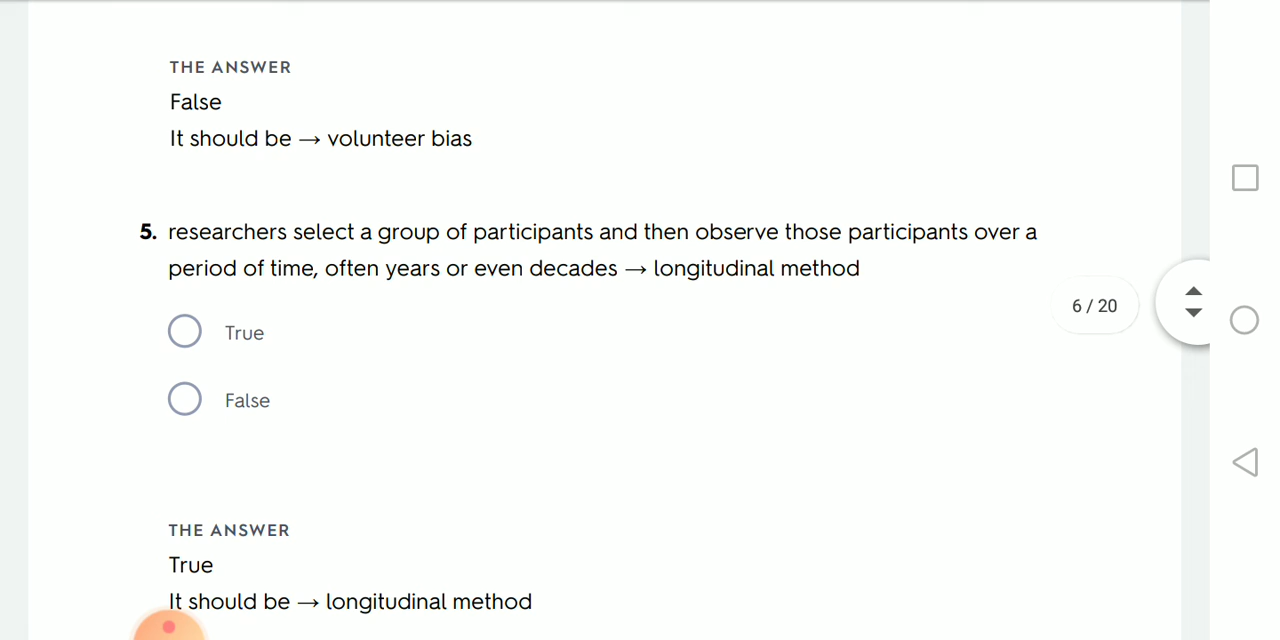 THE ANSWER
False
It should be → volunteer bias
5. researchers select a group of participants and then observe those participants over a
period of time, often years or even decades → longitudinal method
6 / 20
True
False
THE ANSWER
True
It should be → longitudinal method